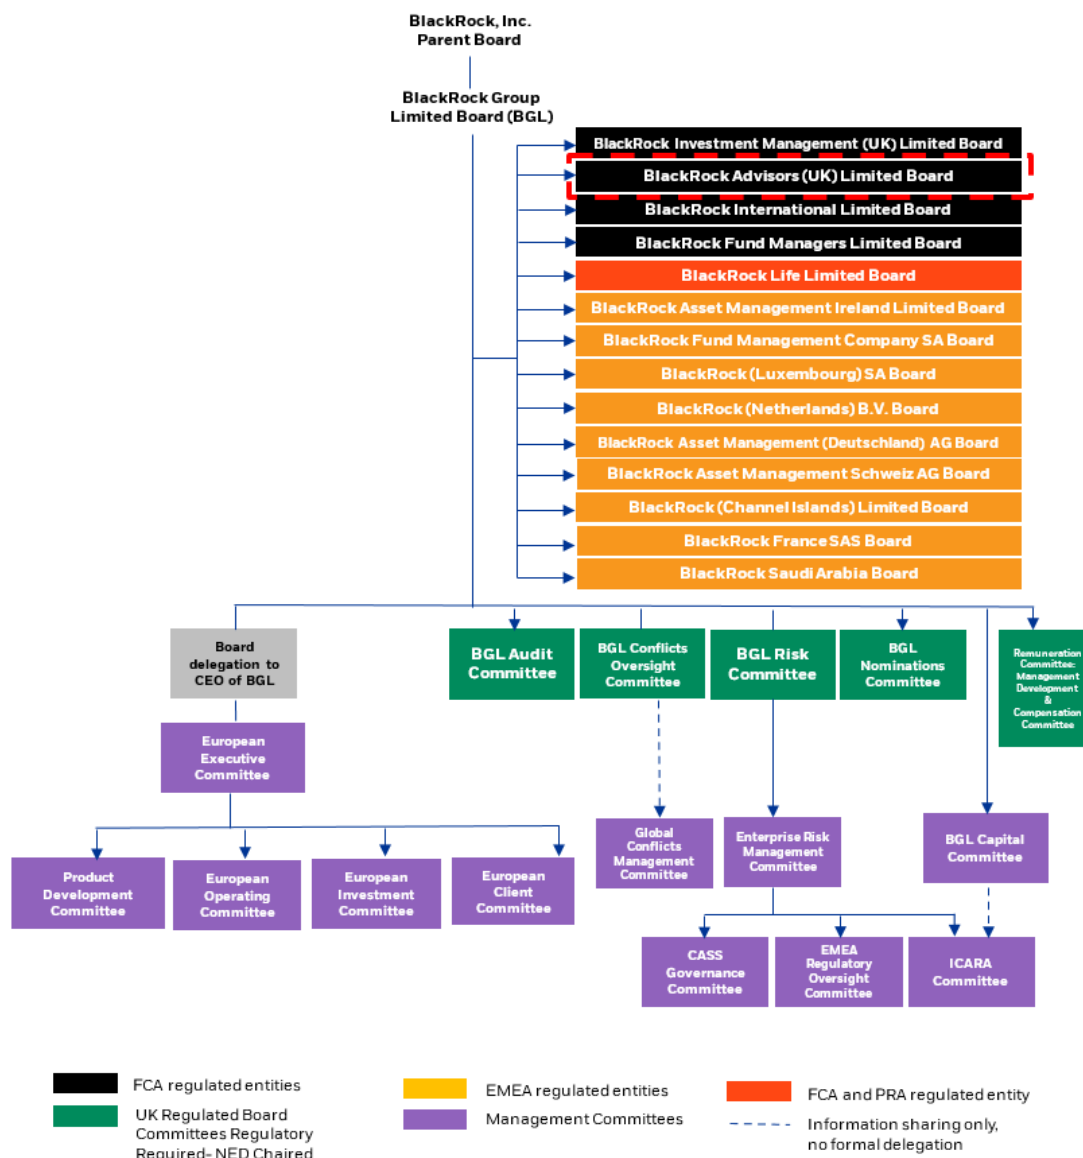 BlackRock, Inc.
Parent Board
BlackRock Group
Limited Board (BGL)
BlackRock Investment Management (UK) Limited Board
BlackRock Advisors (UK) Limited Board
BlackRock International Limited Board
BlackRock Fund Managers Limited Board
BlackRock Life Limited Board
BlackRock Asset Management Ireland Limited Board
BlackRock Fund Management Company SA Board
BlackRock (Luxembourg) SA Board
BlackRock (Netherlands) B.V. Board
BlackRock Asset Management (Deutschland) AG Board
BlackRock Asset Management Schweiz AG Board
BlackRock (Channel Islands) Limited Board
BlackRock France SAS Board
BlackRock Saudi Arabia Board
Board
delegation to
CEO of BGL
BGL Audit
Committee
BGL Conflicts
Oversight
Committee
BGL Risk
Committee
BGL
Nominations
Committee
Remuneration
Committee:
Management
Development
&
Compensation
Committee
European
Executive
Committee
Product
Development
Committee
European
Operating
Committee
European
Investment
Committee
European
Client
Committee
Global
Conflicts
Management
Committee
Enterprise Risk
Management
Committee
BGL Capital
Committee
CASS
Governance
Committee
EMEA
Regulatory
Oversight
Committee
ICARA
Committee
FCA regulated entities
UK Regulated Board
Committees Regulatory
Required- NED Chaired
EMEA regulated entities
Management Committees
FCA and PRA regulated entity
Information sharing only,
no formal delegation